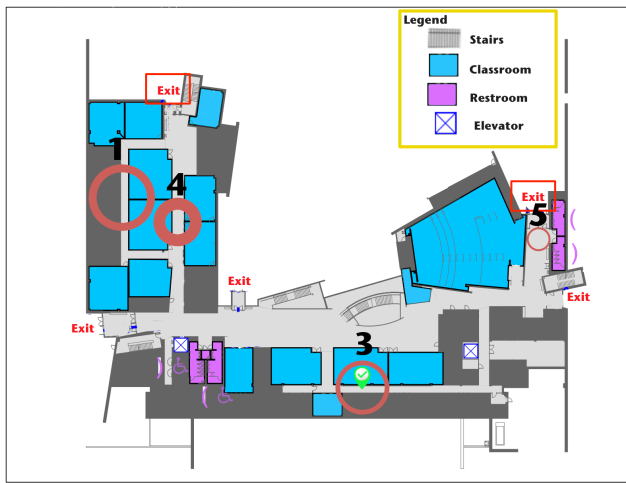 Legend
Stairs
Classroom
Restroom
Elevator
Exit
1
4
Exit
5
Exit
Exit
Exit
3